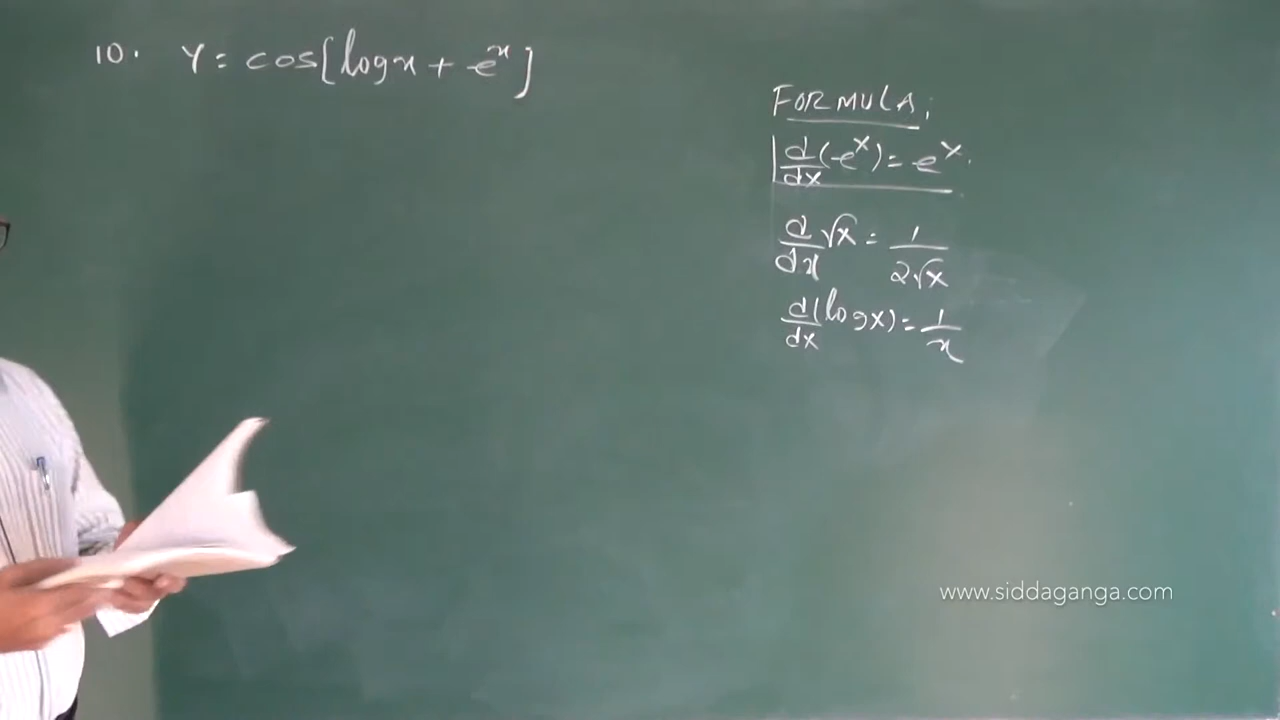 10. Y = cos[logx + e^x]
FORMULA;
d/dx (e^x) = e^x.
d/dx √x = 1/2√x
d/dx (logx) = 1/x
www.siddaganga.com